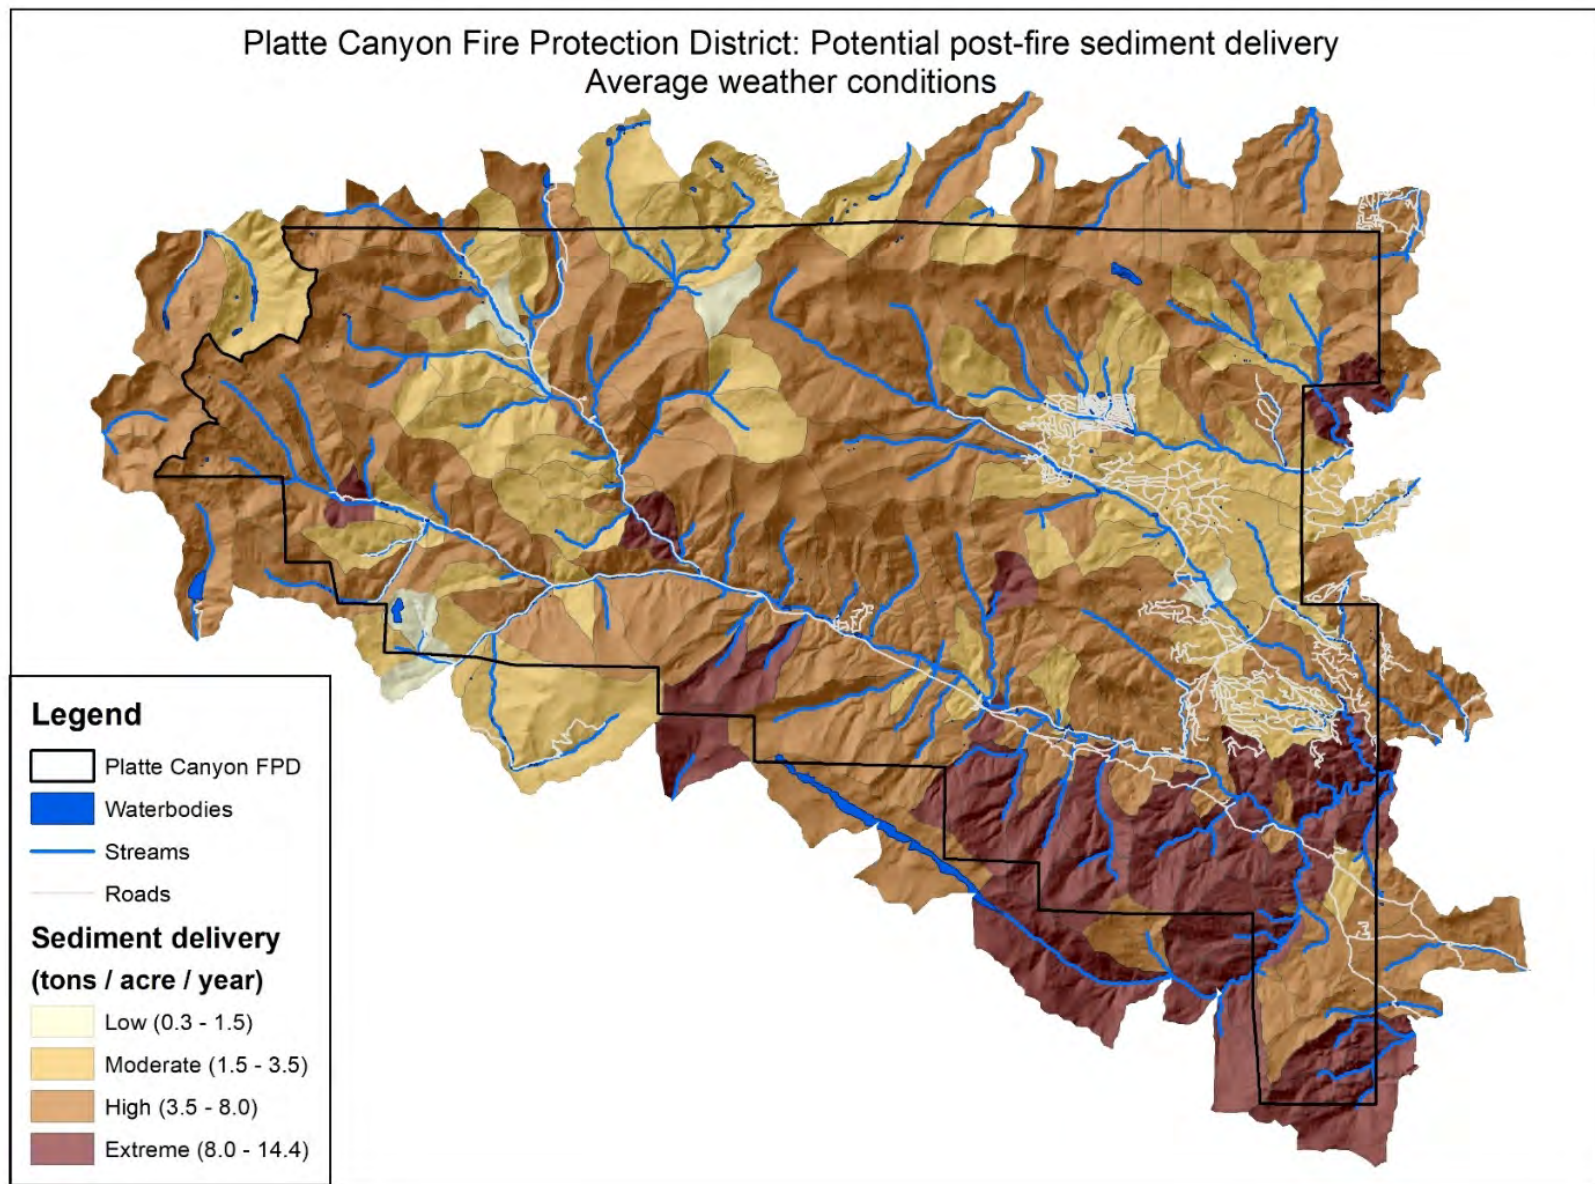 Platte Canyon Fire Protection District: Potential post-fire sediment delivery
Average weather conditions
Legend
Platte Canyon FPD
Waterbodies
Streams
Roads
Sediment delivery
(tons / acre / year)
Low (0.3 - 1.5)
Moderate (1.5 - 3.5)
High (3.5 - 8.0)
Extreme (8.0 - 14.4)